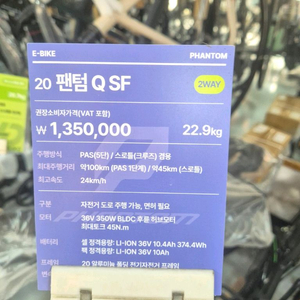 E-BIKE PHANTOM
20 팬텀 Q SF 2WAY
권장소비자가격(VAT 포함)
₩ 1,350,000 22.9kg
주행방식 PAS(5단) / 스로틀(크루즈) 겸용
최대주행거리 약100km (PAS 1단계) / 약45km (스로틀)
최고속도 24km/h
구분 자전거 도로 주행 가능, 면허 필요
모터 36V 350W BLDC 후륜 허브모터
최대토크 45N.m
배터리 셀 정격용량: LI-ION 36V 10.4Ah 374.4Wh
팩 정격용량: LI-ION 36V 10Ah
프레임 20 알루미늄 폴딩 전기자전거 프레임